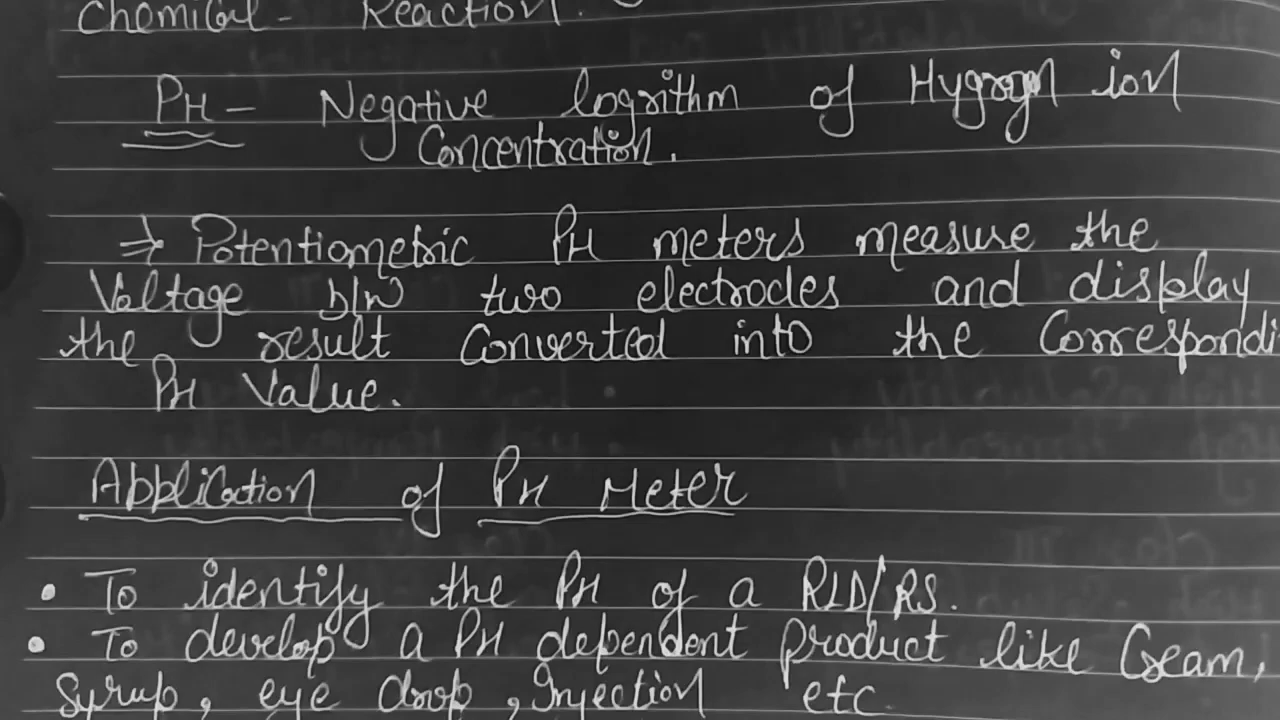 Chemical - Reaction.
PH - Negative logrithm of Hygrogn ion
Concentration.
⇒ Potentiometric PH meters measure the
Voltage b/w two electrodes and display
the result Converted into the Correspondi
PH Value.
Application of PH Meter
• To identify the PH of a RLD/RS.
• To develop a PH dependent product like Cream,
Syrup, eye drop, Injection etc.